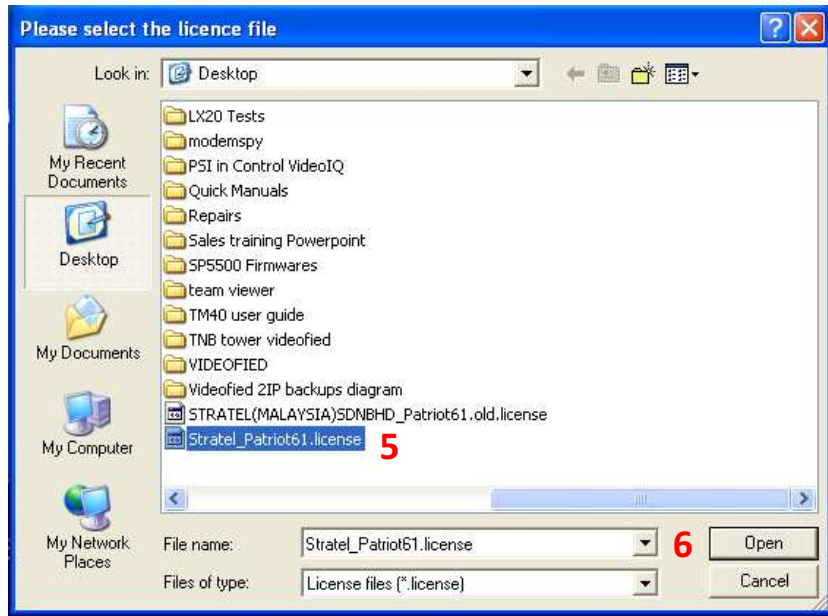 Please select the licence file
Look in:
Desktop
My Recent
Documents
Desktop
My Documents
My Computer
My Network
Places
LX20 Tests
modemspy
PSI in Control VideoIQ
Quick Manuals
Repairs
Sales training Powerpoint
SP5500 Firmwares
team viewer
TM40 user guide
TNB tower videofied
VIDEOFIED
Videofied 2IP backups diagram
STRATEL(MALAYSIA)SDNBHD_Patriot61.old.license
Stratel_Patriot61.license 5
File name: Stratel_Patriot61.license 6 Open
Files of type: License files (*.license) Cancel